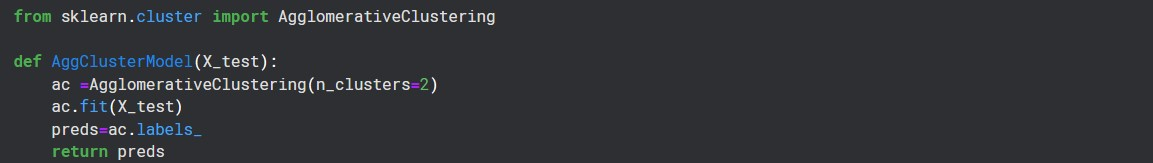 from sklearn.cluster import AgglomerativeClustering

def AggClusterModel(X_test):
    ac =AgglomerativeClustering(n_clusters=2)
    ac.fit(X_test)
    preds=ac.labels_
    return preds